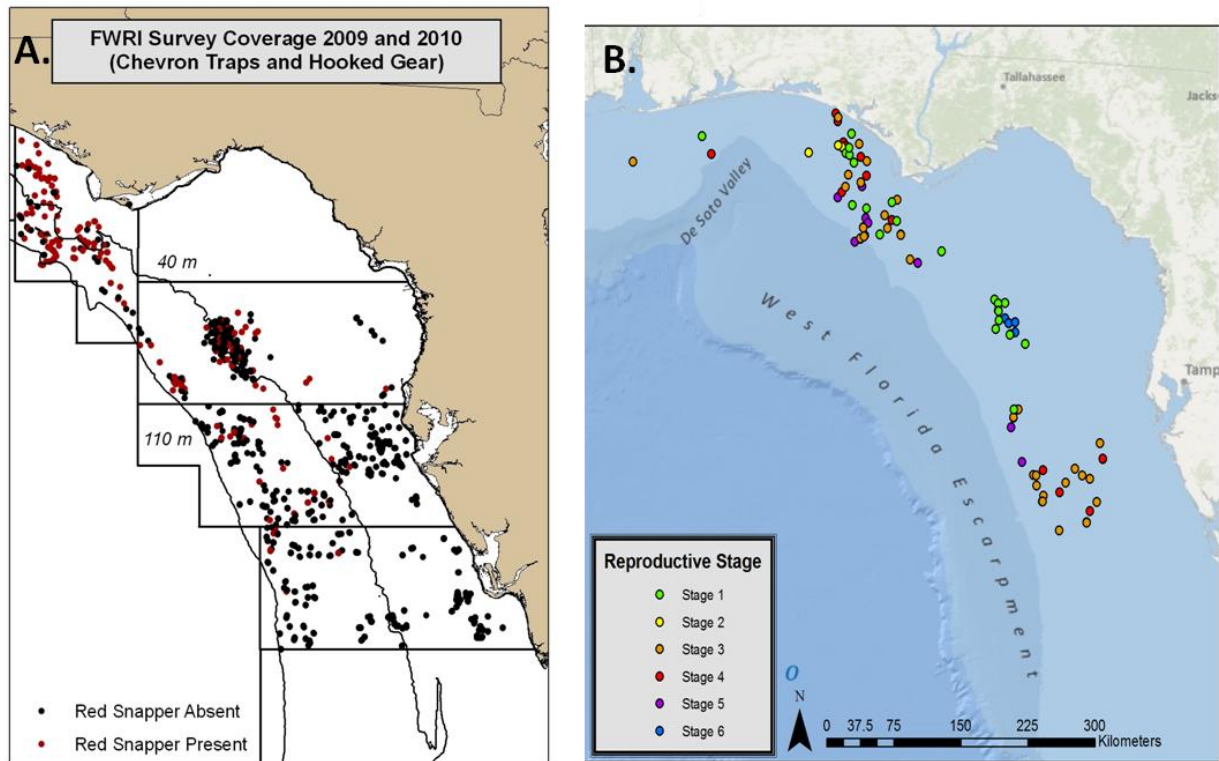 A.
FWRI Survey Coverage 2009 and 2010
(Chevron Traps and Hooked Gear)
40 m
110 m
Red Snapper Absent
Red Snapper Present
B.
Tallahassee
Jackso
De Soto Valley
Tamp
West Florida Escarpment
Reproductive Stage
Stage 1
Stage 2
Stage 3
Stage 4
Stage 5
Stage 6
O
N
0 37.5 75 150 225 300
Kilometers